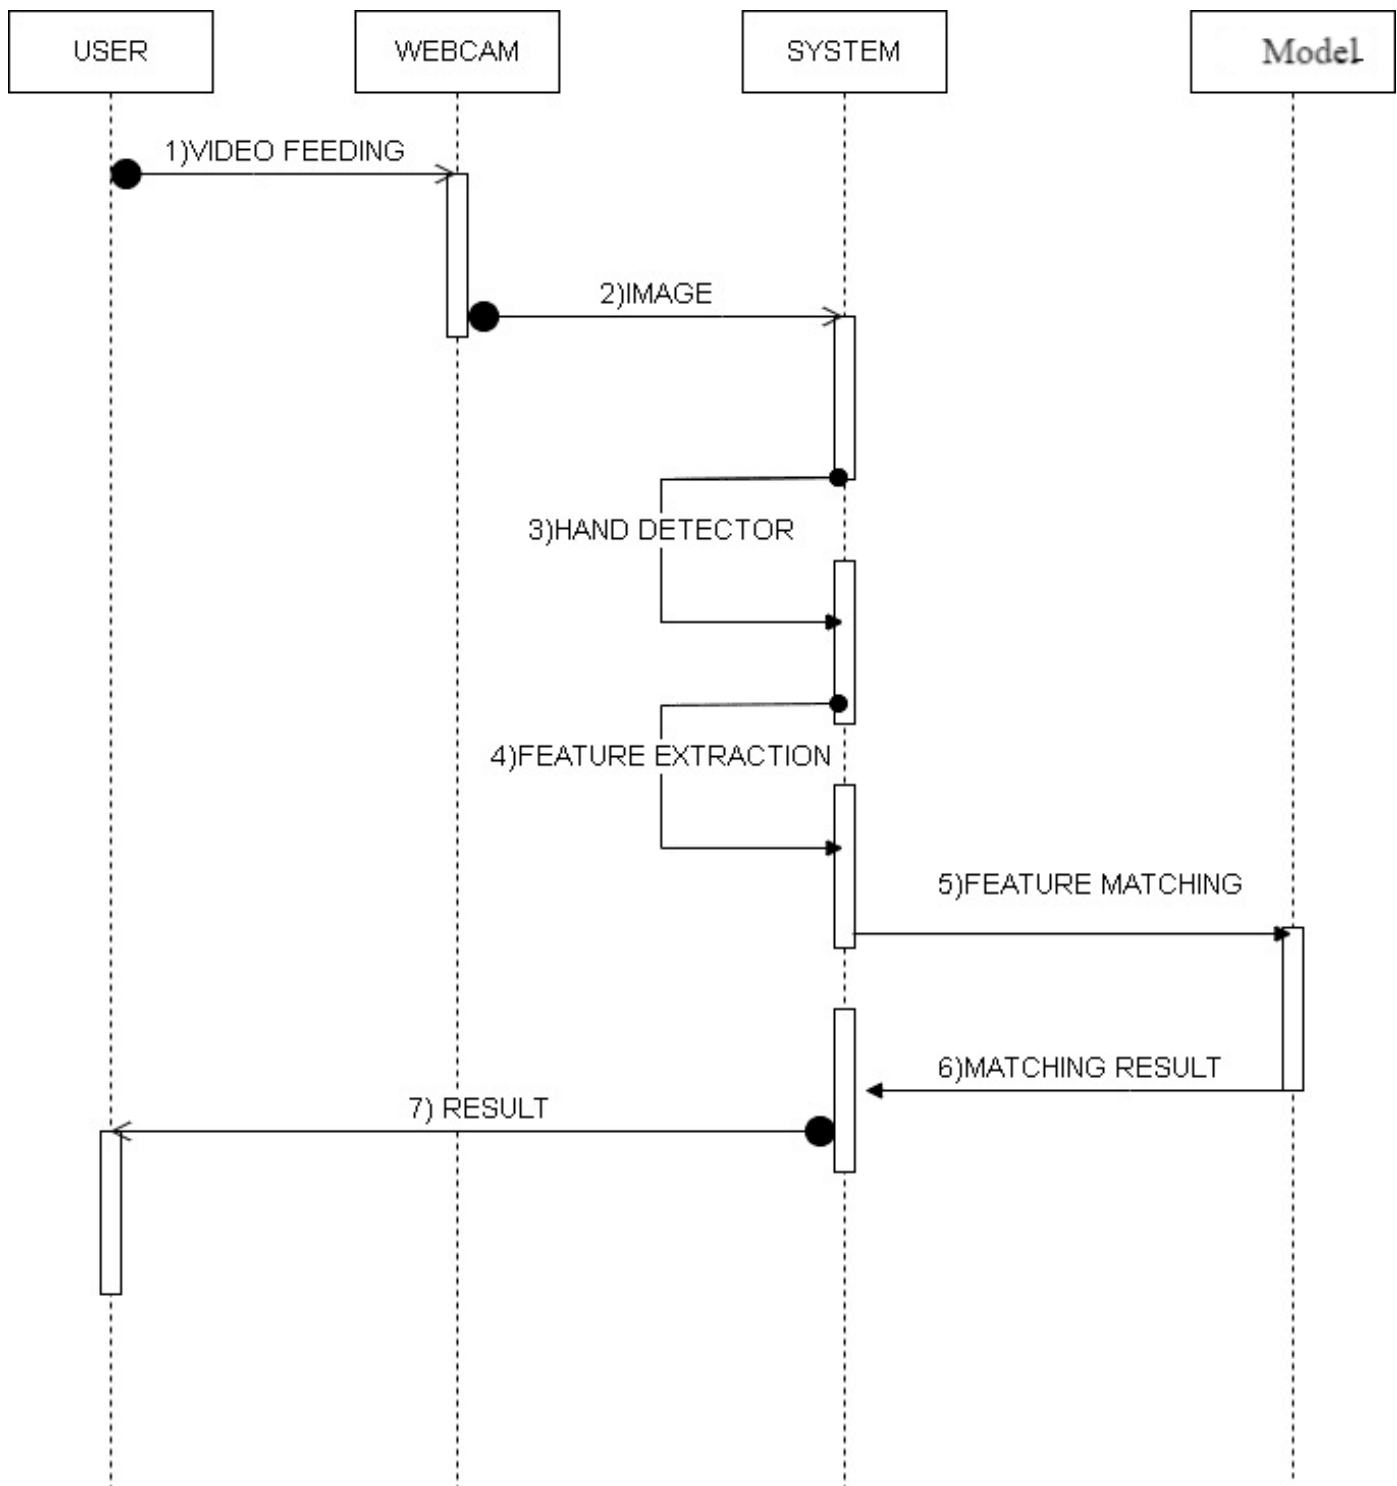 USER
WEBCAM
SYSTEM
Model
1)VIDEO FEEDING
2)IMAGE
3)HAND DETECTOR
4)FEATURE EXTRACTION
5)FEATURE MATCHING
6)MATCHING RESULT
7) RESULT